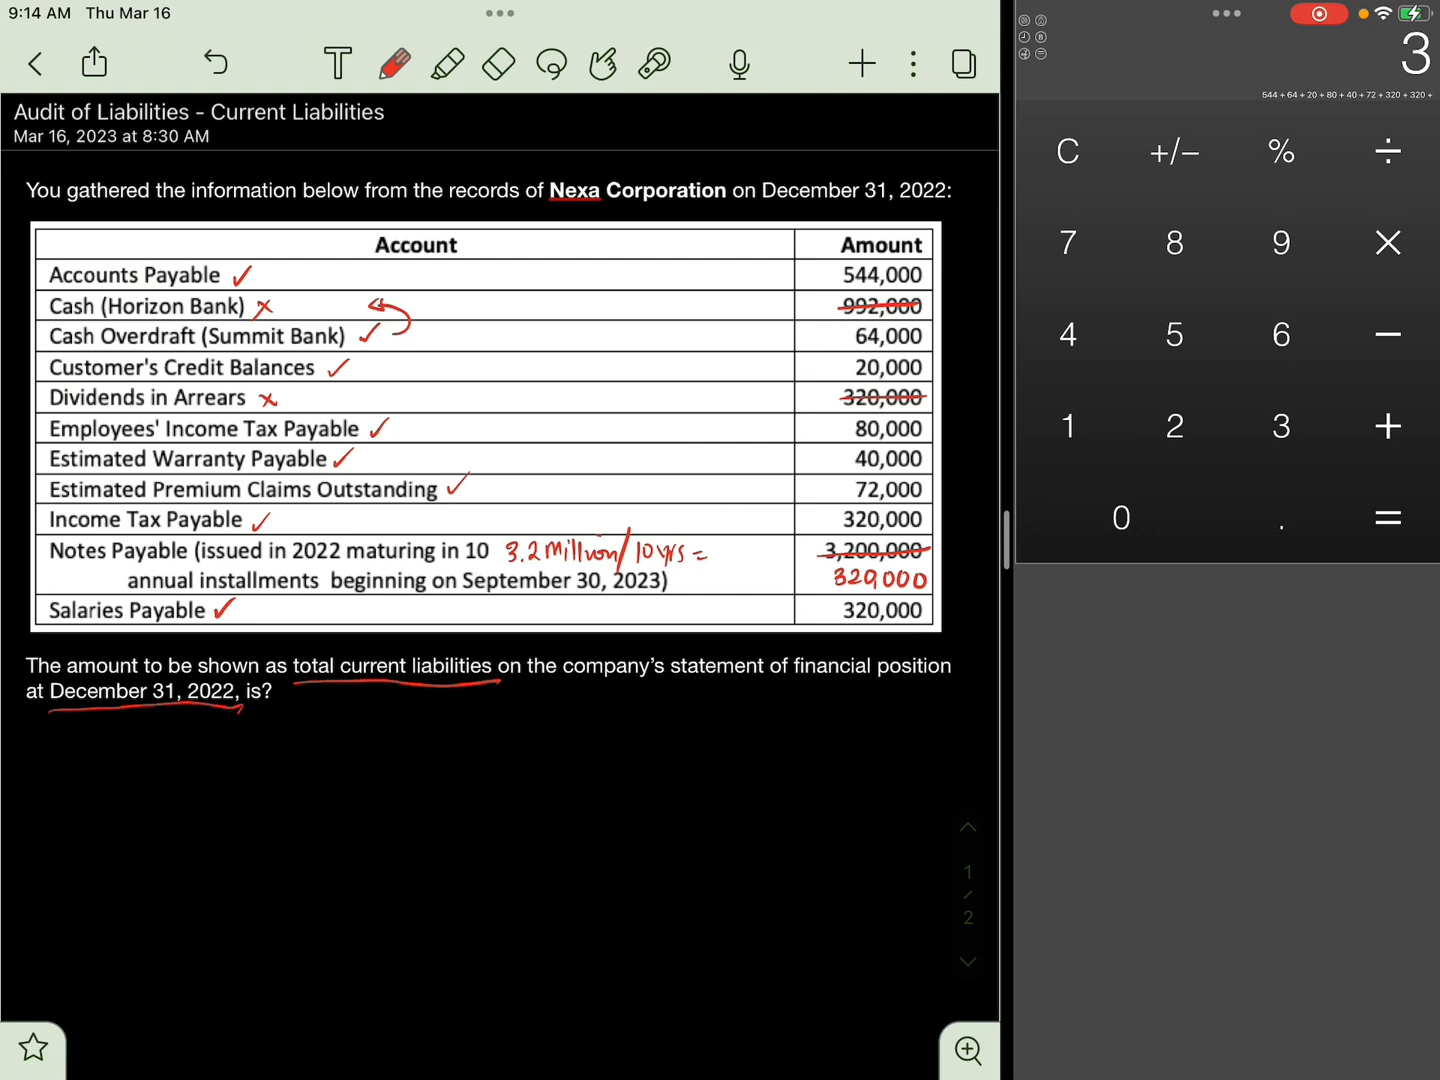 9:14 AM Thu Mar 16
Audit of Liabilities - Current Liabilities
Mar 16, 2023 at 8:30 AM
You gathered the information below from the records of Nexa Corporation on December 31, 2022:
Account Amount
Accounts Payable ✓ 544,000
Cash (Horizon Bank) x 992,000
Cash Overdraft (Summit Bank) ✓ 64,000
Customer's Credit Balances ✓ 20,000
Dividends in Arrears x 320,000
Employees' Income Tax Payable ✓ 80,000
Estimated Warranty Payable ✓ 40,000
Estimated Premium Claims Outstanding ✓ 72,000
Income Tax Payable ✓ 320,000
Notes Payable (issued in 2022 maturing in 10 3.2 Million/10 yrs = 3,200,000
annual installments beginning on September 30, 2023) 320,000
Salaries Payable ✓ 320,000
The amount to be shown as total current liabilities on the company's statement of financial position
at December 31, 2022, is?
1
/
2
3
544 + 64 + 20 + 80 + 40 + 72 + 320 + 320 +
C +/− % ÷
7 8 9 ×
4 5 6 −
1 2 3 +
0 . =